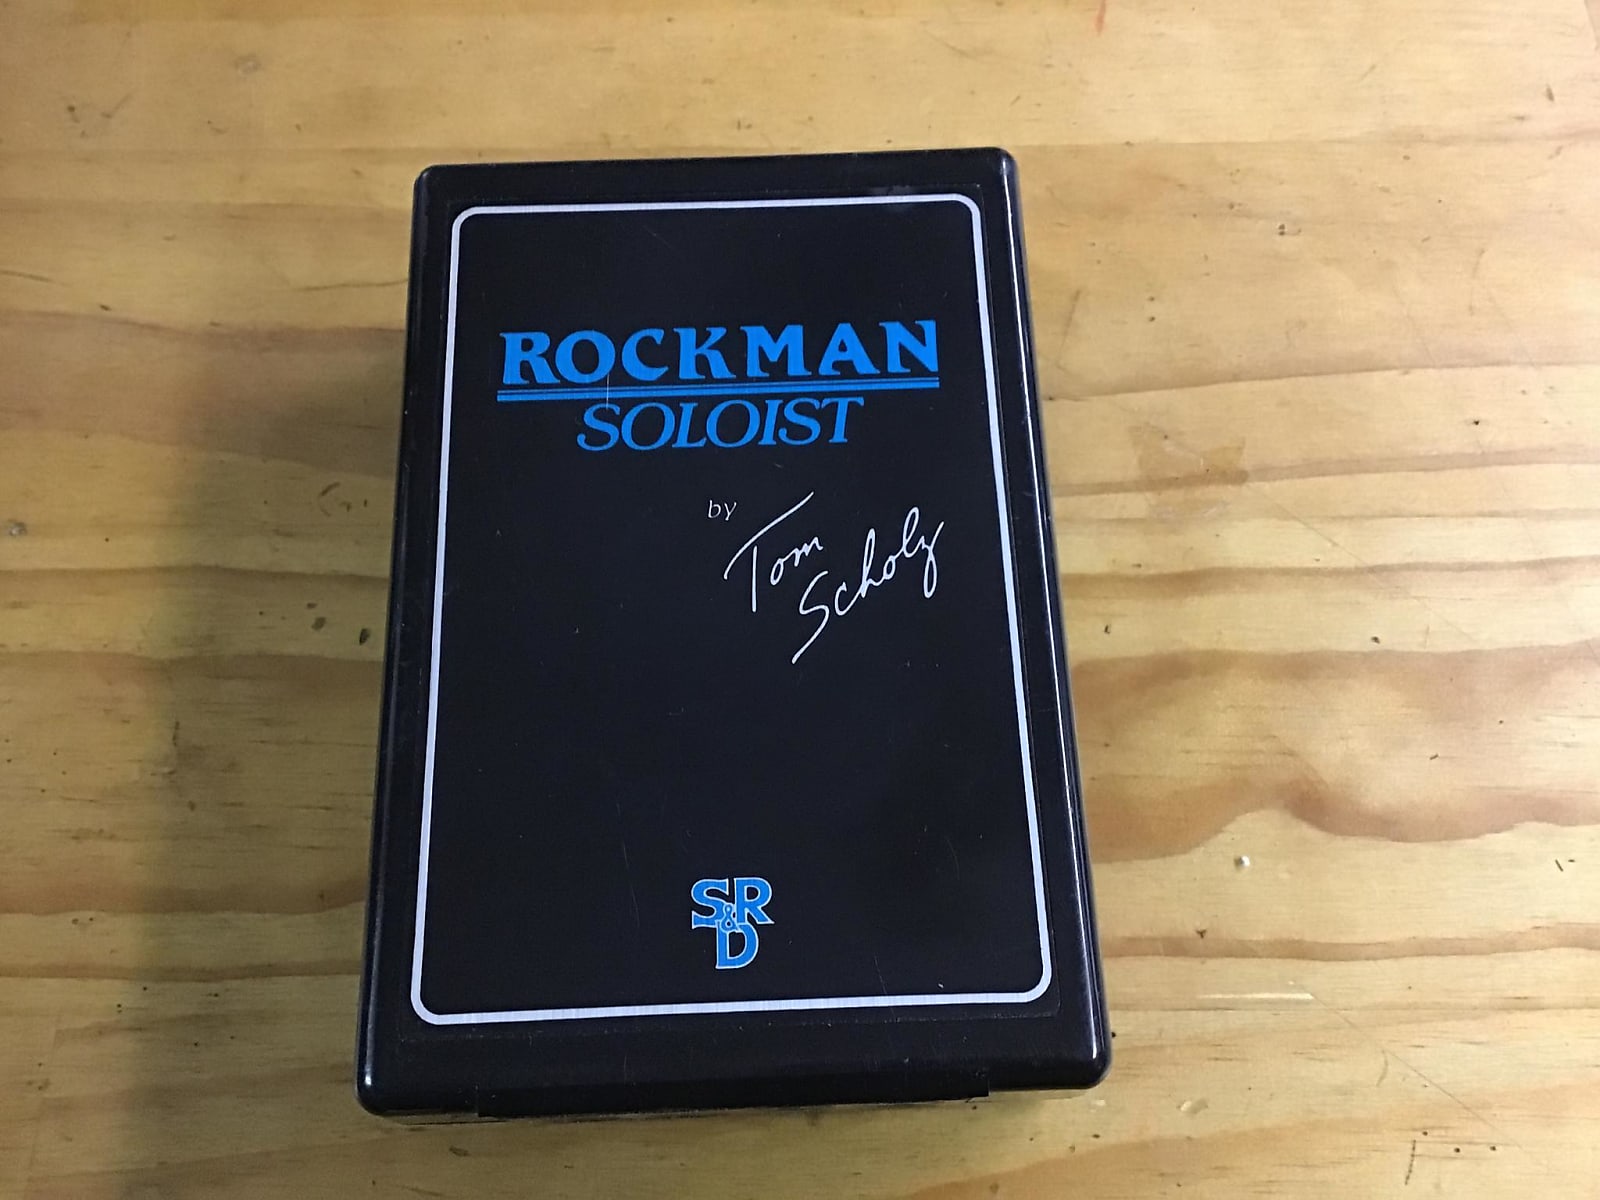 ROCKMAN
SOLOIST
by Tom
Scholz
S&R
D